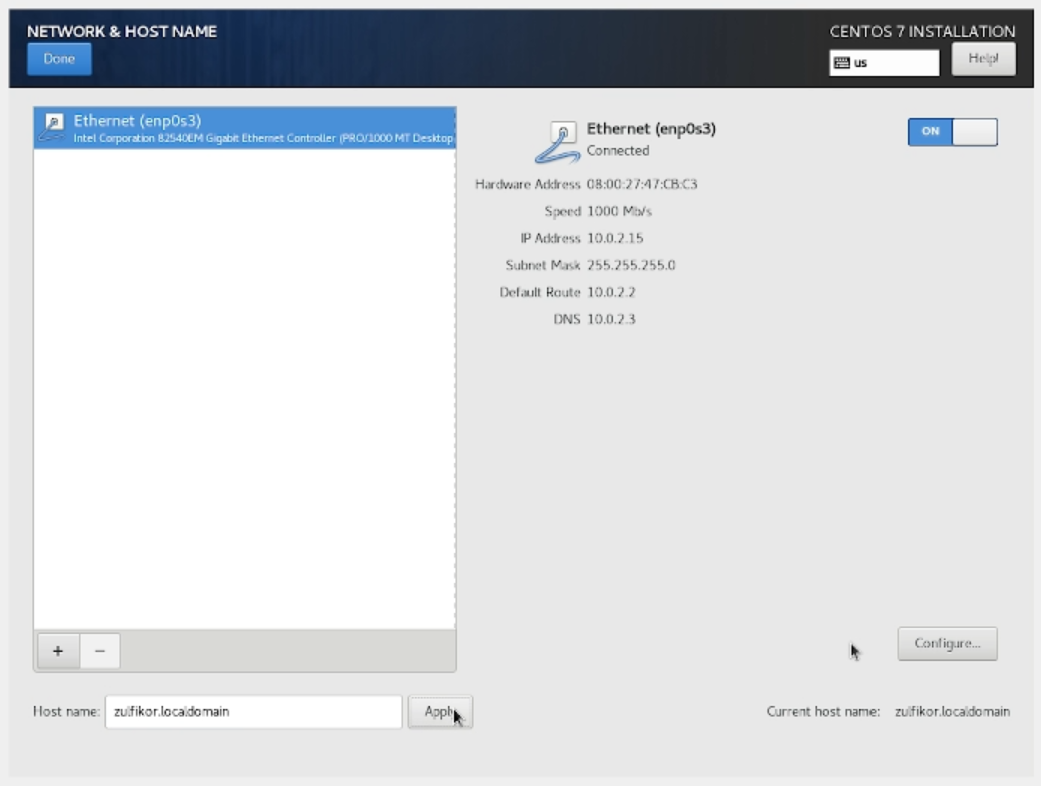 NETWORK & HOST NAME
CENTOS 7 INSTALLATION
Done
us
Help!
Ethernet (enp0s3)
Intel Corporation 82540EM Gigabit Ethernet Controller (PRO/1000 MT Desktop
Ethernet (enp0s3)
Connected
ON
Hardware Address 08:00:27:47:CB:C3
Speed 1000 Mb/s
IP Address 10.0.2.15
Subnet Mask 255.255.255.0
Default Route 10.0.2.2
DNS 10.0.2.3
+ −
Configure...
Host name: zulfikor.localdomain Apply
Current host name: zulfikor.localdomain